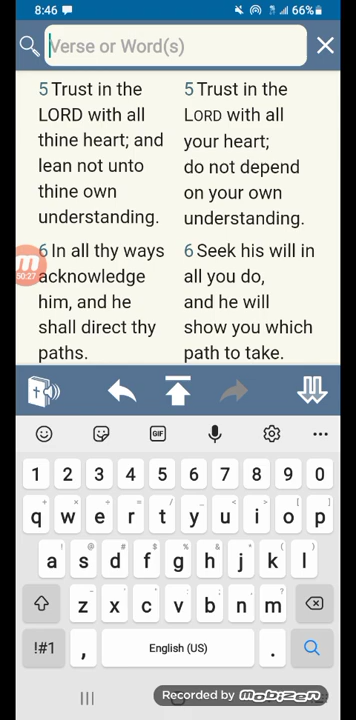 8:46
66%
Verse or Word(s)
5 Trust in the
LORD with all
thine heart; and
lean not unto
thine own
understanding.
6 In all thy ways
acknowledge
him, and he
shall direct thy
paths.
5 Trust in the
LORD with all
your heart;
do not depend
on your own
understanding.
6 Seek his will in
all you do,
and he will
show you which
path to take.
M
50:27
GIF
1 2 3 4 5 6 7 8 9 0
+ × ÷ = / _ < > [ ]
q w e r t y u i o p
! @ # $ % ^ & * ( )
a s d f g h j k l
- ' " : ; , ?
z x c v b n m
!#1 , English (US) .
Recorded by mobizen